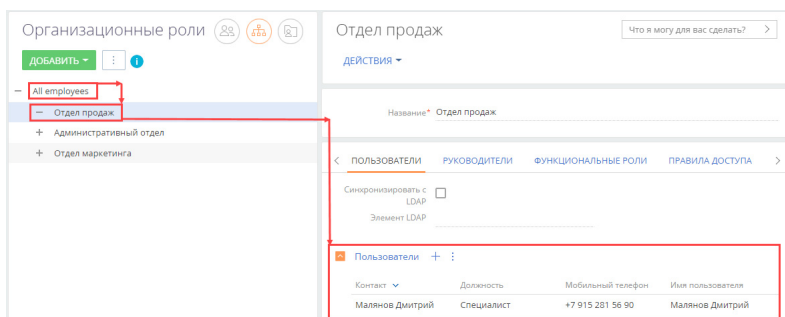 Организационные роли
ДОБАВИТЬ
All employees
Отдел продаж
Административный отдел
Отдел маркетинга
Отдел продаж
Что я могу для вас сделать?
ДЕЙСТВИЯ
Название* Отдел продаж
ПОЛЬЗОВАТЕЛИ РУКОВОДИТЕЛИ ФУНКЦИОНАЛЬНЫЕ РОЛИ ПРАВИЛА ДОСТУПА
Синхронизировать с
LDAP
Элемент LDAP
Пользователи
Контакт Должность Мобильный телефон Имя пользователя
Малянов Дмитрий Специалист +7 915 281 56 90 Малянов Дмитрий